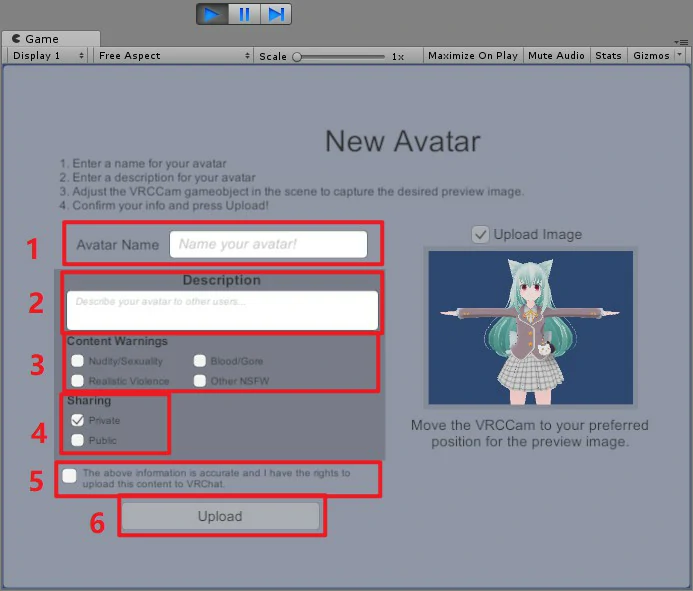 Game
Display 1
Free Aspect
Scale
1x
Maximize On Play
Mute Audio
Stats
Gizmos
New Avatar
1. Enter a name for your avatar
2. Enter a description for your avatar
3. Adjust the VRCCam gameobject in the scene to capture the desired preview image.
4. Confirm your info and press Upload!
1
Avatar Name
Name your avatar!
Upload Image
2
Description
Describe your avatar to other users...
3
Content Warnings
Nudity/Sexuality
Blood/Gore
Realistic Violence
Other NSFW
4
Sharing
Private
Public
Move the VRCCam to your preferred
position for the preview image.
5
The above information is accurate and I have the rights to
upload this content to VRChat.
6
Upload